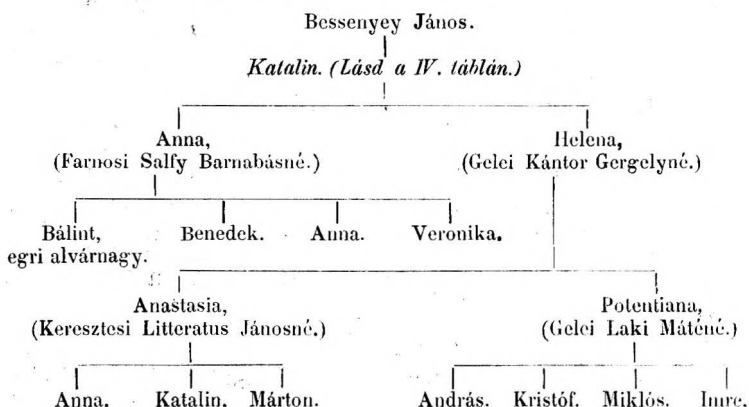 Bessenyey János.
Katalin. (Lásd a IV. táblán.)
Anna, Helena,
(Farnosi Salfy Barnabásné.) (Gelei Kántor Gergelyné.)
Bálint, Benedek. Anna. Veronika.
egri alvárnagy.
Anastasia, Potentiana,
(Keresztesi Litteratus Jánosné.) (Gelei Laki Máténé.)
Anna. Katalin. Márton. András. Kristóf. Miklós. Imre.